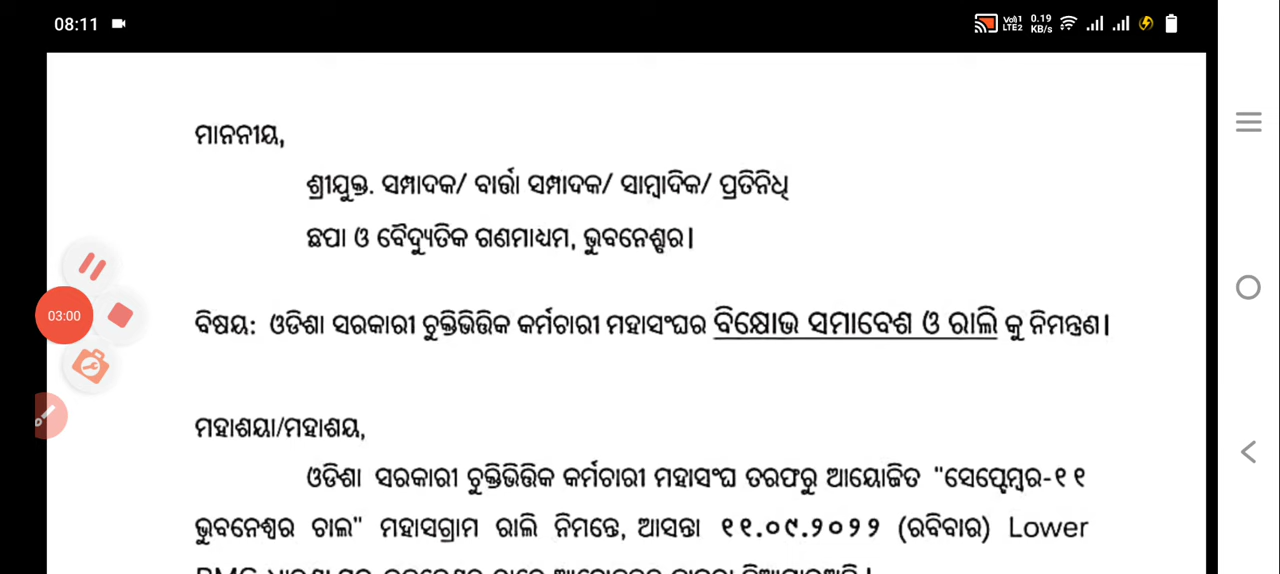 08:11
Vo) 1 LTE2 0.19 KB/s
ମାନନୀୟ,
ଶ୍ରୀଯୁକ୍ତ. ସମ୍ପାଦକ/ ବାର୍ତ୍ତା ସମ୍ପାଦକ/ ସାମ୍ବାଦିକ/ ପ୍ରତିନିଧି
ଛପା ଓ ବୈଦ୍ୟୁତିକ ଗଣମାଧ୍ୟମ, ଭୁବନେଶ୍ବର।
03:00
ବିଷୟ: ଓଡିଶା ସରକାରୀ ଚୁକ୍ତିଭିତ୍ତିକ କର୍ମଚାରୀ ମହାସଂଘର ବିକ୍ଷୋଭ ସମାବେଶ ଓ ରାଲି କୁ ନିମନ୍ତ୍ରଣ।
ମହାଶୟା/ମହାଶୟ,
ଓଡିଶା ସରକାରୀ ଚୁକ୍ତିଭିତ୍ତିକ କର୍ମଚାରୀ ମହାସଂଘ ତରଫରୁ ଆୟୋଜିତ "ସେପ୍ଟେମ୍ବର-୧୧
ଭୁବନେଶ୍ବର ଚାଲ" ମହାସଗ୍ରାମ ରାଲି ନିମନ୍ତେ, ଆସନ୍ତା ୧୧.୦୯.୨୦୨୨ (ରବିବାର) Lower